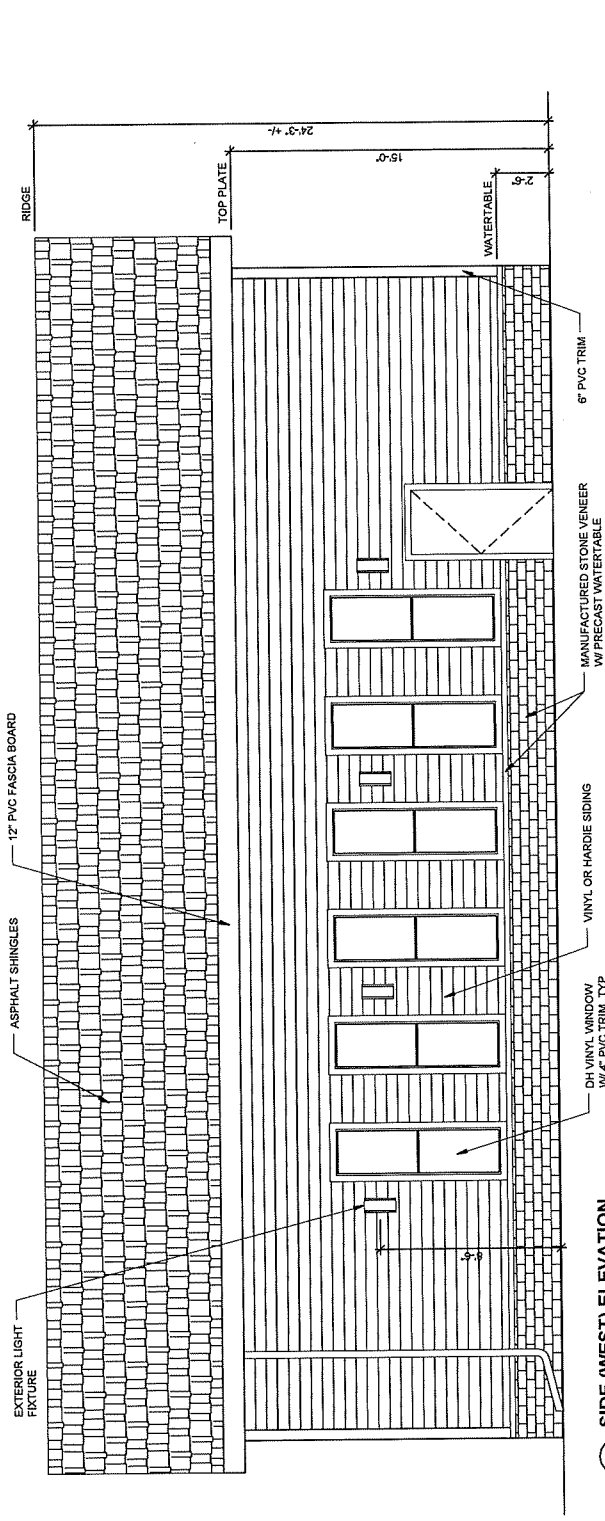 RIDGE
24'-3" +/-
TOP PLATE
15'-0"
WATERTABLE
2'-6"
12" PVC FASCIA BOARD
ASPHALT SHINGLES
EXTERIOR LIGHT
FIXTURE
8'-6"
6" PVC TRIM
MANUFACTURED STONE VENEER
W/ PRECAST WATERTABLE
VINYL OR HARDIE SIDING
DH VINYL WINDOW
W/ 4" PVC TRIM, TYP
SIDE (WEST) ELEVATION